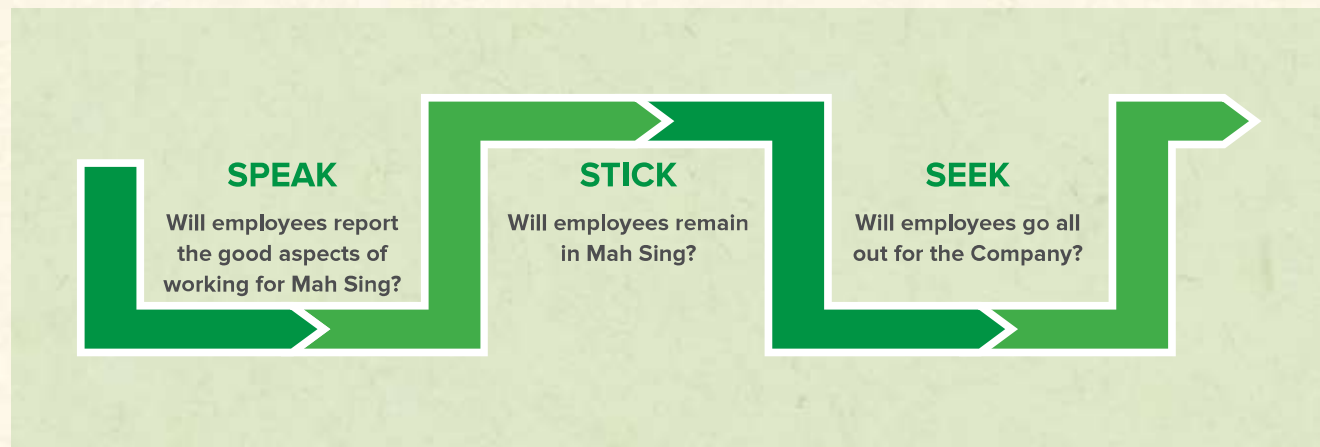 SPEAK
Will employees report
the good aspects of
working for Mah Sing?
STICK
Will employees remain
in Mah Sing?
SEEK
Will employees go all
out for the Company?